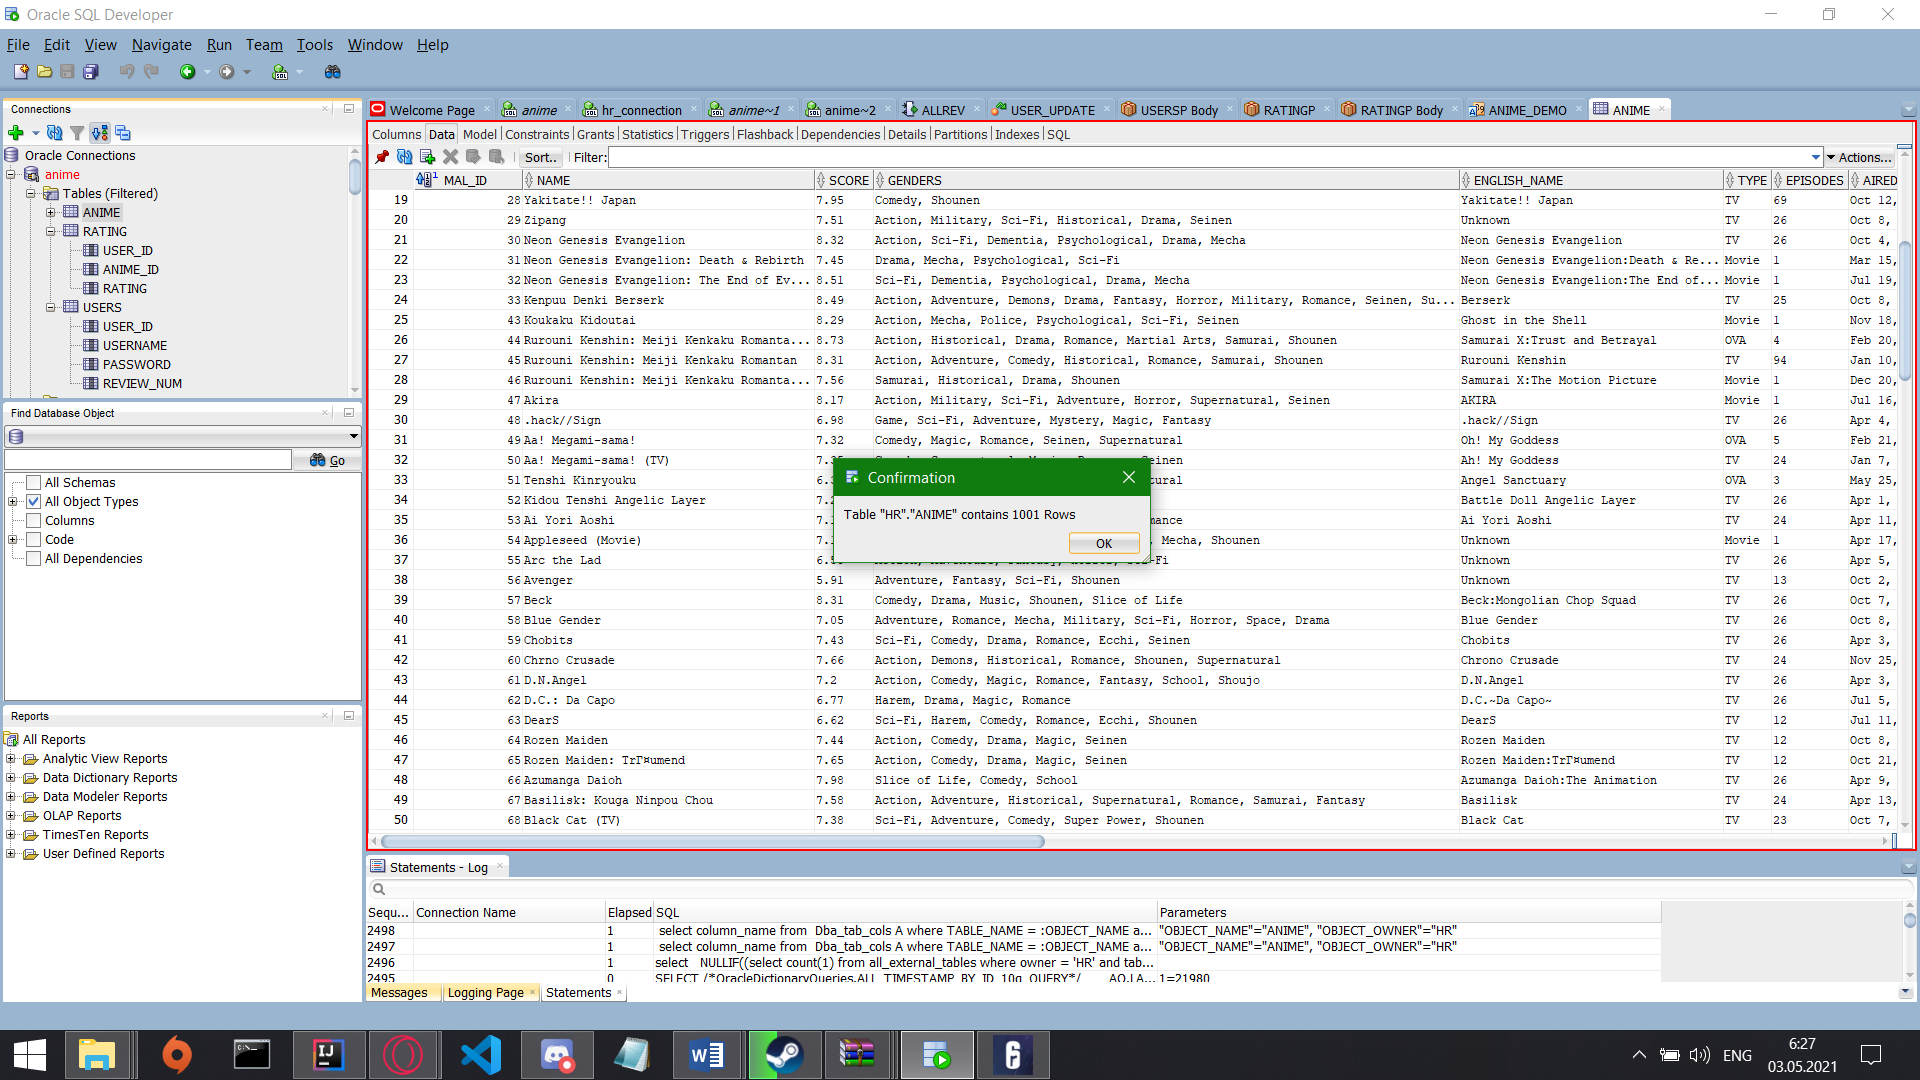 Oracle SQL Developer
File Edit View Navigate Run Team Tools Window Help
Connections
Oracle Connections
anime
Tables (Filtered)
ANIME
RATING
USER_ID
ANIME_ID
RATING
USERS
USER_ID
USERNAME
PASSWORD
REVIEW_NUM
Find Database Object
Go
All Schemas
All Object Types
Columns
Code
All Dependencies
Reports
All Reports
Analytic View Reports
Data Dictionary Reports
Data Modeler Reports
OLAP Reports
TimesTen Reports
User Defined Reports
Welcome Page anime hr_connection anime~1 anime~2 ALLREV USER_UPDATE USERSP Body RATINGP RATINGP Body ANIME_DEMO ANIME
Columns Data Model Constraints Grants Statistics Triggers Flashback Dependencies Details Partitions Indexes SQL
Sort.. Filter: Actions...
MAL_ID NAME SCORE GENDERS ENGLISH_NAME TYPE EPISODES AIRED
19 28 Yakitate!! Japan 7.95 Comedy, Shounen Yakitate!! Japan TV 69 Oct 12,
20 29 Zipang 7.51 Action, Military, Sci-Fi, Historical, Drama, Seinen Unknown TV 26 Oct 8,
21 30 Neon Genesis Evangelion 8.32 Action, Sci-Fi, Dementia, Psychological, Drama, Mecha Neon Genesis Evangelion TV 26 Oct 4,
22 31 Neon Genesis Evangelion: Death & Rebirth 7.45 Drama, Mecha, Psychological, Sci-Fi Neon Genesis Evangelion:Death & Re... Movie 1 Mar 15,
23 32 Neon Genesis Evangelion: The End of Ev... 8.51 Sci-Fi, Dementia, Psychological, Drama, Mecha Neon Genesis Evangelion:The End of... Movie 1 Jul 19,
24 33 Kenpuu Denki Berserk 8.49 Action, Adventure, Demons, Drama, Fantasy, Horror, Military, Romance, Seinen, Su... Berserk TV 25 Oct 8,
25 43 Koukaku Kidoutai 8.29 Action, Mecha, Police, Psychological, Sci-Fi, Seinen Ghost in the Shell Movie 1 Nov 18,
26 44 Rurouni Kenshin: Meiji Kenkaku Romanta... 8.73 Action, Historical, Drama, Romance, Martial Arts, Samurai, Shounen Samurai X:Trust and Betrayal OVA 4 Feb 20,
27 45 Rurouni Kenshin: Meiji Kenkaku Romantan 8.31 Action, Adventure, Comedy, Historical, Romance, Samurai, Shounen Rurouni Kenshin TV 94 Jan 10,
28 46 Rurouni Kenshin: Meiji Kenkaku Romanta... 7.56 Samurai, Historical, Drama, Shounen Samurai X:The Motion Picture Movie 1 Dec 20,
29 47 Akira 8.17 Action, Military, Sci-Fi, Adventure, Horror, Supernatural, Seinen AKIRA Movie 1 Jul 16,
30 48 .hack//Sign 6.98 Game, Sci-Fi, Adventure, Mystery, Magic, Fantasy .hack//Sign TV 26 Apr 4,
31 49 Aa! Megami-sama! 7.32 Comedy, Magic, Romance, Seinen, Supernatural Oh! My Goddess OVA 5 Feb 21,
32 50 Aa! Megami-sama! (TV) Seinen Ah! My Goddess TV 24 Jan 7,
33 51 Tenshi Kinryouku Angel Sanctuary OVA 3 May 25,
34 52 Kidou Tenshi Angelic Layer Battle Doll Angelic Layer TV 26 Apr 1,
35 53 Ai Yori Aoshi Ai Yori Aoshi TV 24 Apr 11,
36 54 Appleseed (Movie) Mecha, Shounen Unknown Movie 1 Apr 17,
37 55 Arc the Lad Unknown TV 26 Apr 5,
38 56 Avenger 5.91 Adventure, Fantasy, Sci-Fi, Shounen Unknown TV 13 Oct 2,
39 57 Beck 8.31 Comedy, Drama, Music, Shounen, Slice of Life Beck:Mongolian Chop Squad TV 26 Oct 7,
40 58 Blue Gender 7.05 Adventure, Romance, Mecha, Military, Sci-Fi, Horror, Space, Drama Blue Gender TV 26 Oct 8,
41 59 Chobits 7.43 Sci-Fi, Comedy, Drama, Romance, Ecchi, Seinen Chobits TV 26 Apr 3,
42 60 Chrno Crusade 7.66 Action, Demons, Historical, Romance, Shounen, Supernatural Chrono Crusade TV 24 Nov 25,
43 61 D.N.Angel 7.2 Action, Comedy, Magic, Romance, Fantasy, School, Shoujo D.N.Angel TV 26 Apr 3,
44 62 D.C.: Da Capo 6.77 Harem, Drama, Magic, Romance D.C.~Da Capo~ TV 26 Jul 5,
45 63 DearS 6.62 Sci-Fi, Harem, Comedy, Romance, Ecchi, Shounen DearS TV 12 Jul 11,
46 64 Rozen Maiden 7.44 Action, Comedy, Drama, Magic, Seinen Rozen Maiden TV 12 Oct 8,
47 65 Rozen Maiden: TrГ¤umend 7.65 Action, Comedy, Drama, Magic, Seinen Rozen Maiden:TrГ¤umend TV 12 Oct 21,
48 66 Azumanga Daioh 7.98 Slice of Life, Comedy, School Azumanga Daioh:The Animation TV 26 Apr 9,
49 67 Basilisk: Kouga Ninpou Chou 7.58 Action, Adventure, Historical, Supernatural, Romance, Samurai, Fantasy Basilisk TV 24 Apr 13,
50 68 Black Cat (TV) 7.38 Sci-Fi, Adventure, Comedy, Super Power, Shounen Black Cat TV 23 Oct 7,
Confirmation
Table "HR"."ANIME" contains 1001 Rows
OK
Statements - Log
Sequ... Connection Name Elapsed SQL Parameters
2498 1 select column_name from Dba_tab_cols A where TABLE_NAME = :OBJECT_NAME a... "OBJECT_NAME"="ANIME", "OBJECT_OWNER"="HR"
2497 1 select column_name from Dba_tab_cols A where TABLE_NAME = :OBJECT_NAME a... "OBJECT_NAME"="ANIME", "OBJECT_OWNER"="HR"
2496 1 select NULLIF((select count(1) from all_external_tables where owner = 'HR' and tab...
2495 0 SELECT /*OracleDictionaryQueries.ALL_TIMESTAMP_BY_ID_10g_QUERY*/ AO.LA... 1=21980
Messages Logging Page Statements
ENG
6:27
03.05.2021